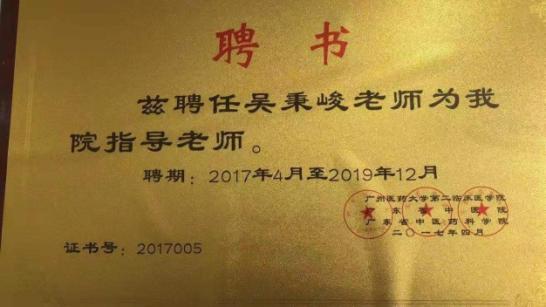 聘 书
兹聘任吴秉峻老师为我
院指导老师。
聘期：2017年4月至2019年12月
广州医药大学第二临床医学院
广东省中医院
广东省中医药科学院
二〇一七年四月
证书号：2017005